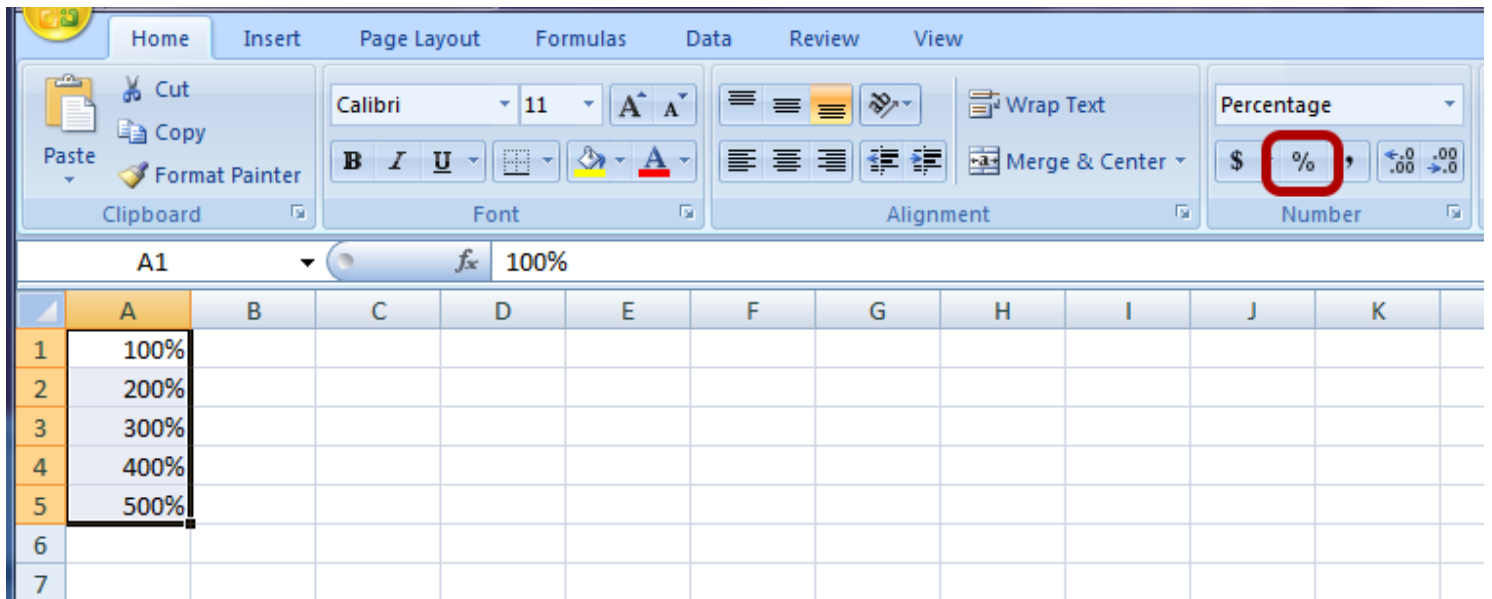 Home Insert Page Layout Formulas Data Review View
Cut
Copy
Paste
Format Painter
Clipboard
Calibri 11 A A
B I U A
Font
Wrap Text
Merge & Center
Alignment
Percentage
$ % , .0 .00 .00 .0
Number
A1 fx 100%
A B C D E F G H I J K
1 100%
2 200%
3 300%
4 400%
5 500%
6
7